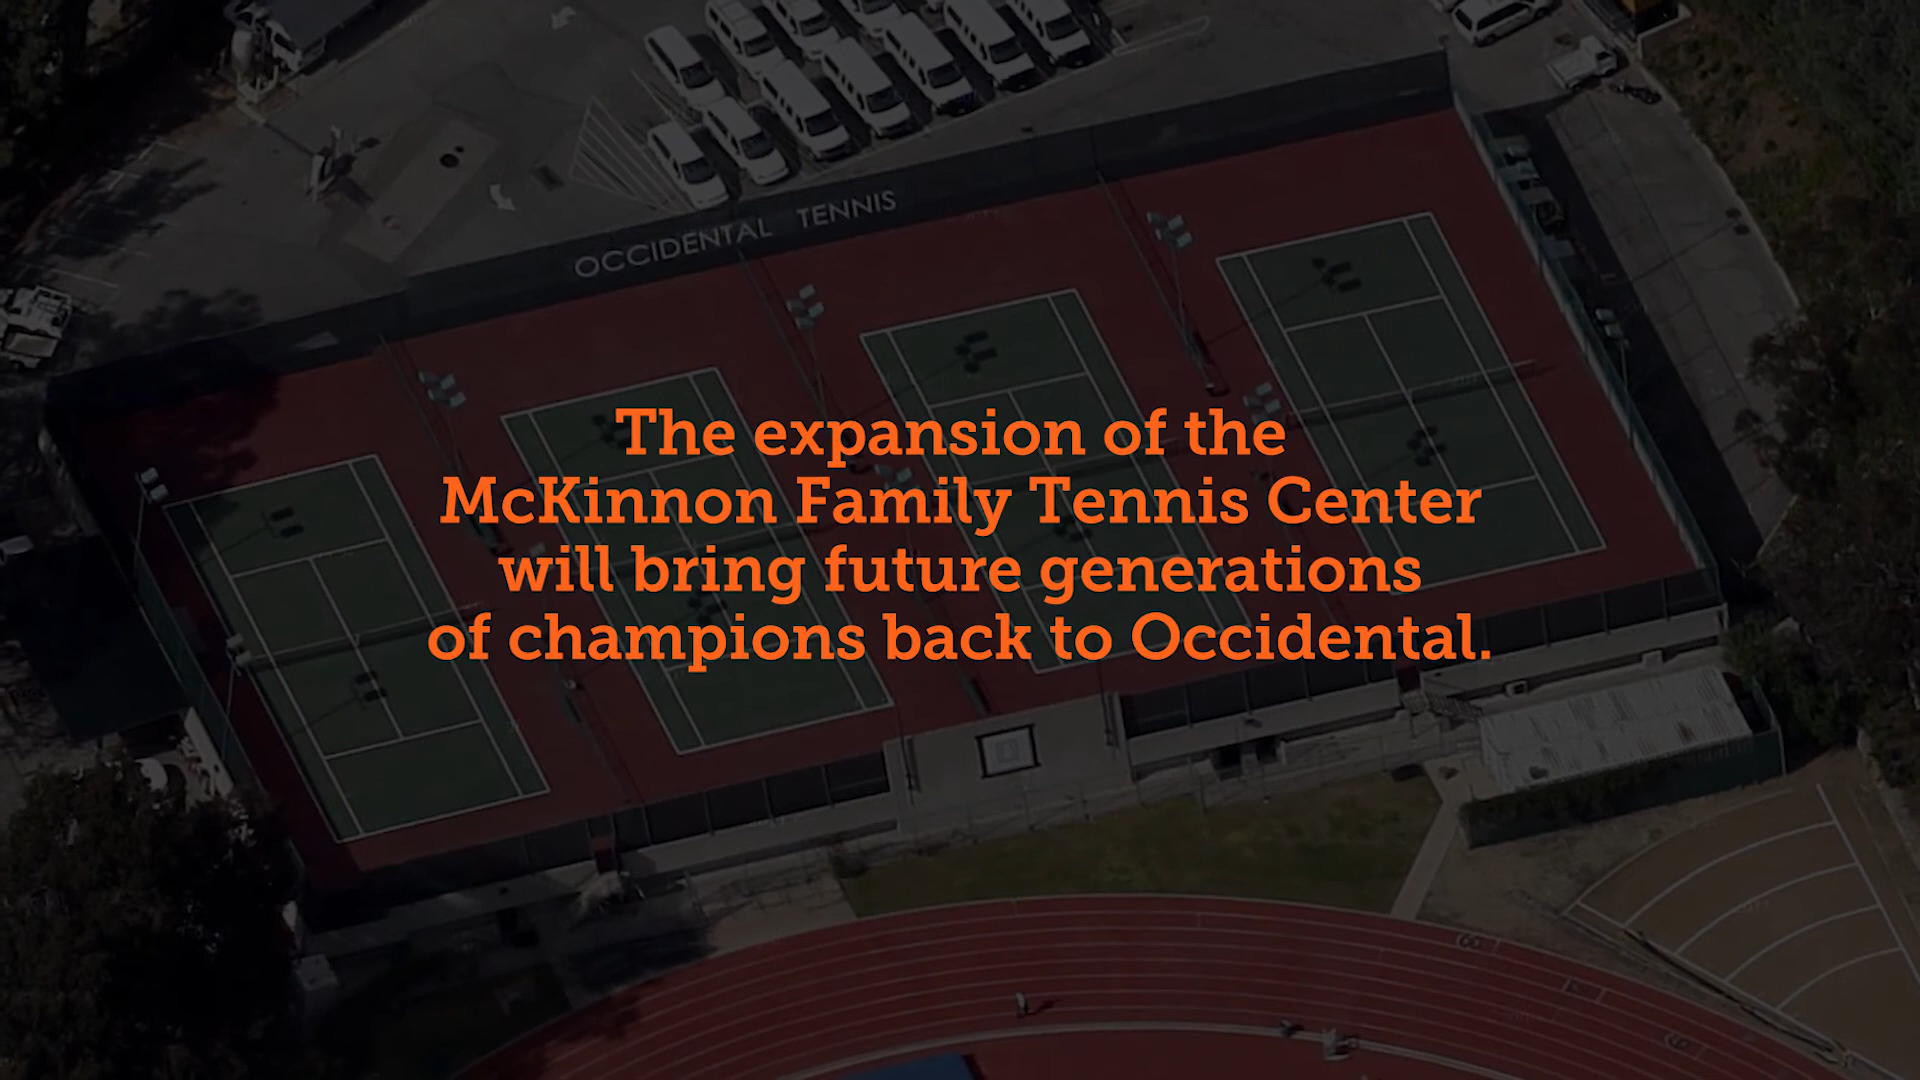 OCCIDENTAL TENNIS
The expansion of the
McKinnon Family Tennis Center
will bring future generations
of champions back to Occidental.